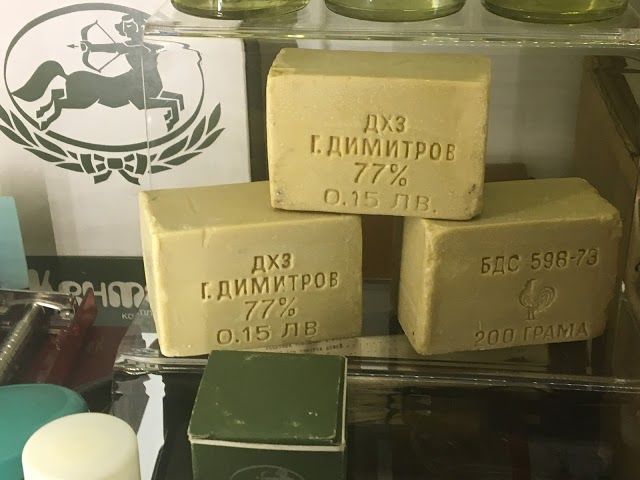 ДХЗ
Г. ДИМИТРОВ
77%
0.15 ЛВ.
ДХЗ
Г. ДИМИТРОВ
77%
0.15 ЛВ
БДС 596-73
200 ГРАМА